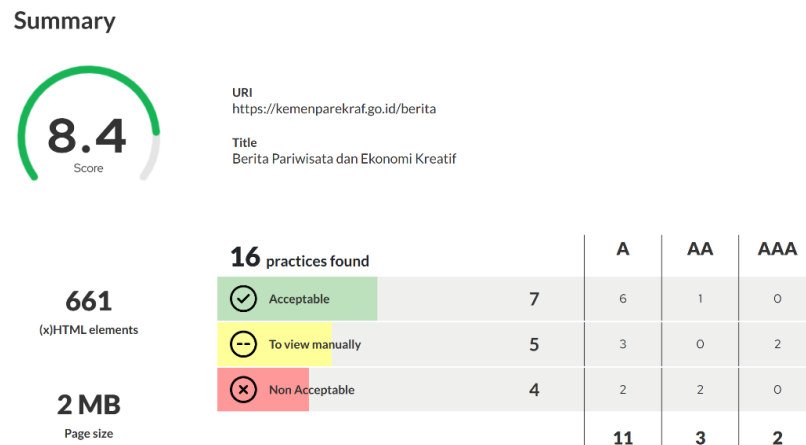 Summary
8.4
Score
URI
https://kemenparekraf.go.id/berita
Title
Berita Pariwisata dan Ekonomi Kreatif
661
(x)HTML elements
2 MB
Page size
16 practices found A AA AAA
Acceptable 7 6 1 0
To view manually 5 3 0 2
Non Acceptable 4 2 2 0
11 3 2